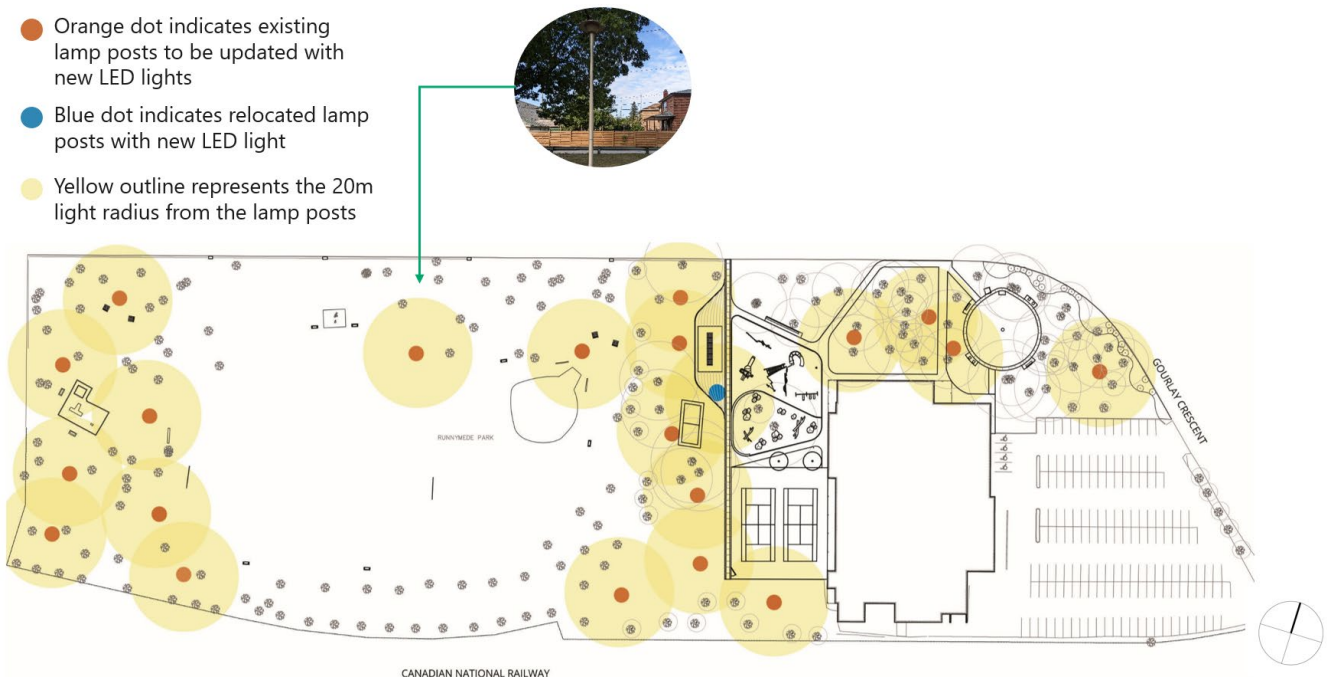 Orange dot indicates existing
lamp posts to be updated with
new LED lights
Blue dot indicates relocated lamp
posts with new LED light
Yellow outline represents the 20m
light radius from the lamp posts
GOURLAY CRESCENT
RUNNYMEDE PARK
CANADIAN NATIONAL RAILWAY